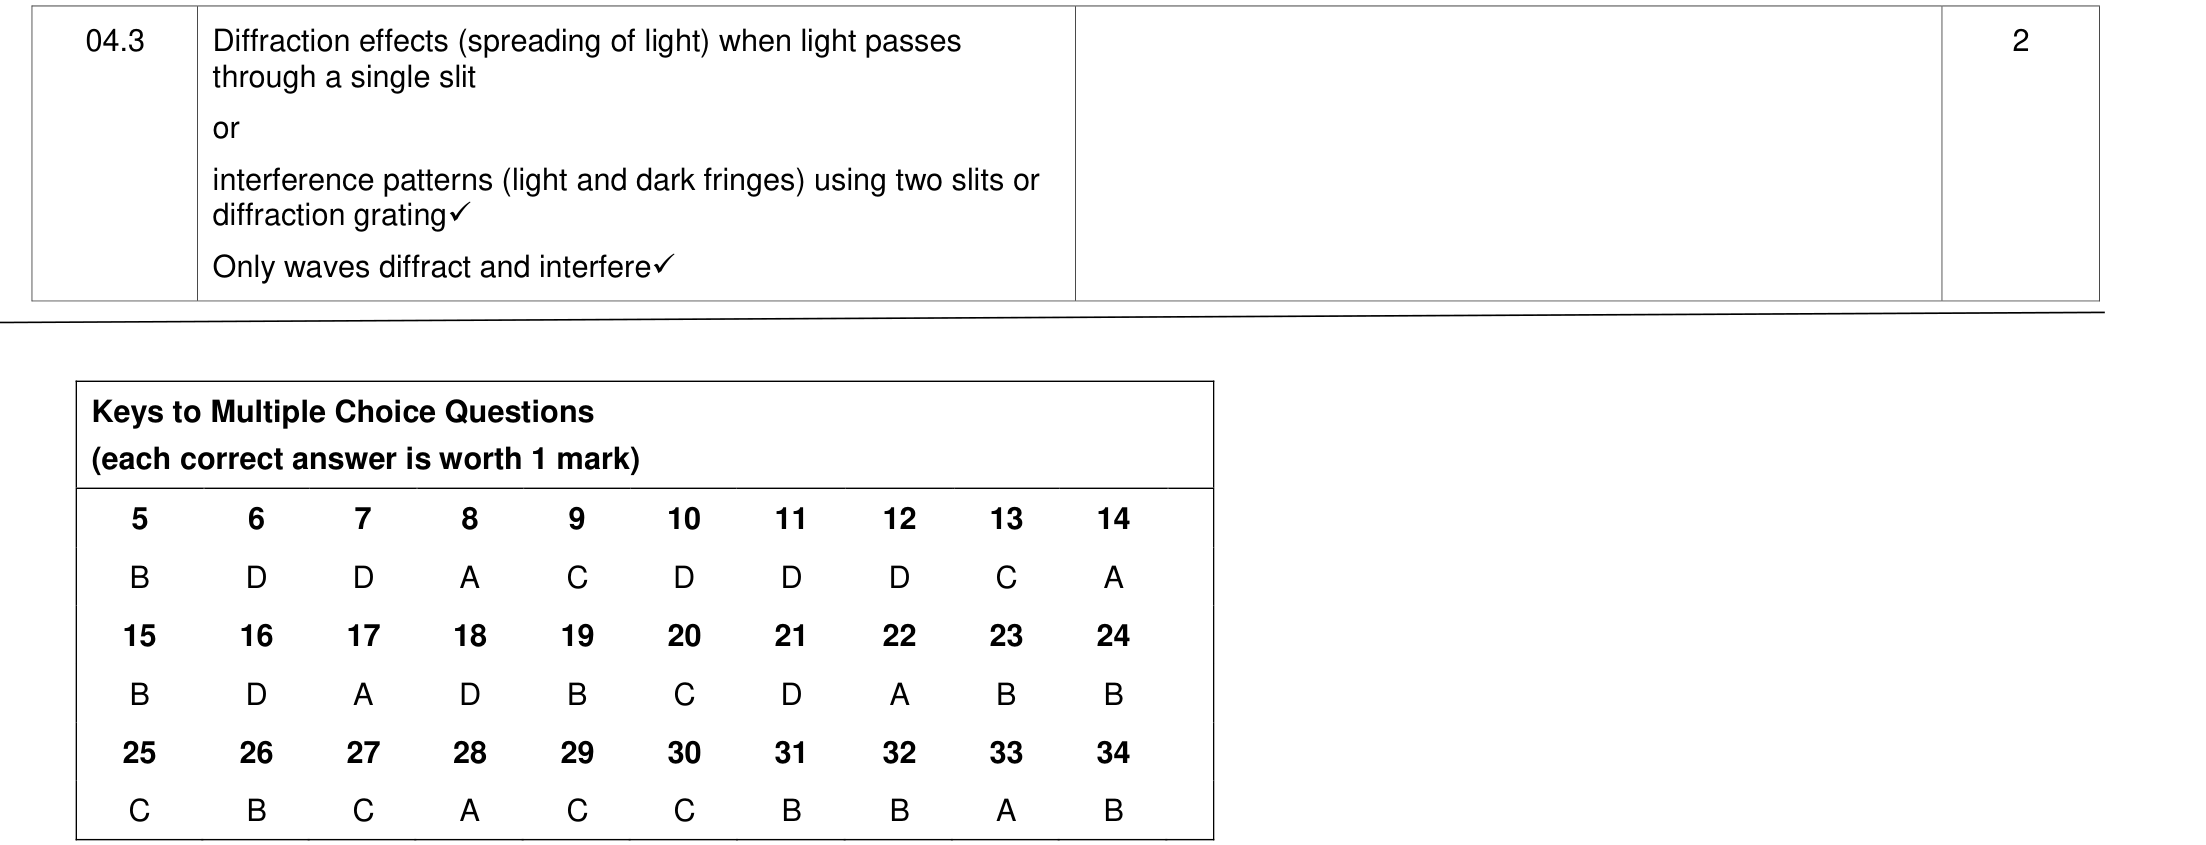 04.3 Diffraction effects (spreading of light) when light passes 2
through a single slit
or
interference patterns (light and dark fringes) using two slits or
diffraction grating✓
Only waves diffract and interfere✓
Keys to Multiple Choice Questions
(each correct answer is worth 1 mark)
5 6 7 8 9 10 11 12 13 14
B D D A C D D D C A
15 16 17 18 19 20 21 22 23 24
B D A D B C D A B B
25 26 27 28 29 30 31 32 33 34
C B C A C C B B A B